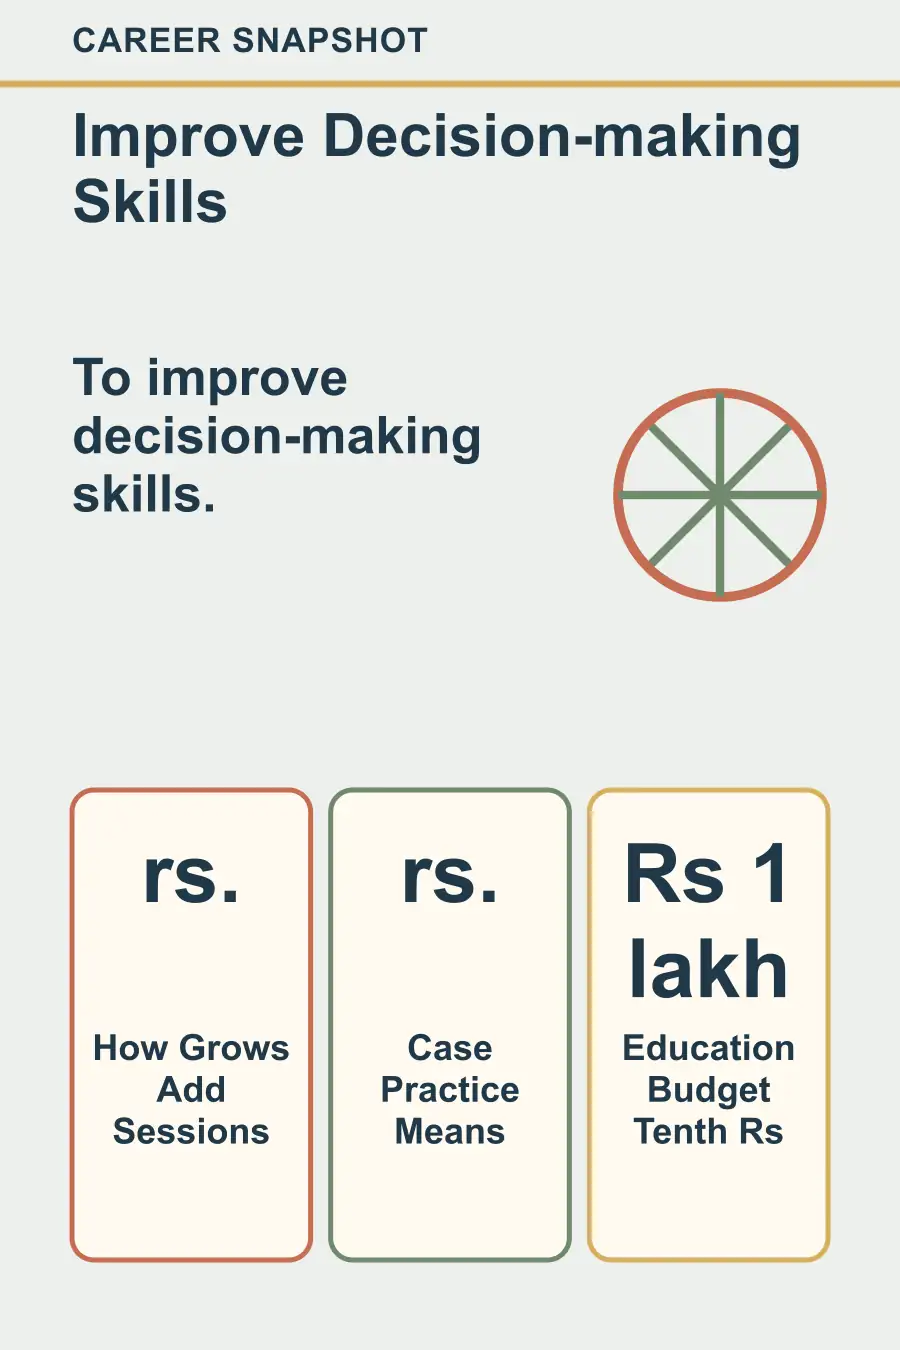 CAREER SNAPSHOT
Improve Decision-making
Skills
To improve
decision-making
skills.
rs.
How Grows
Add
Sessions
rs.
Case
Practice
Means
Rs 1
lakh
Education
Budget
Tenth Rs